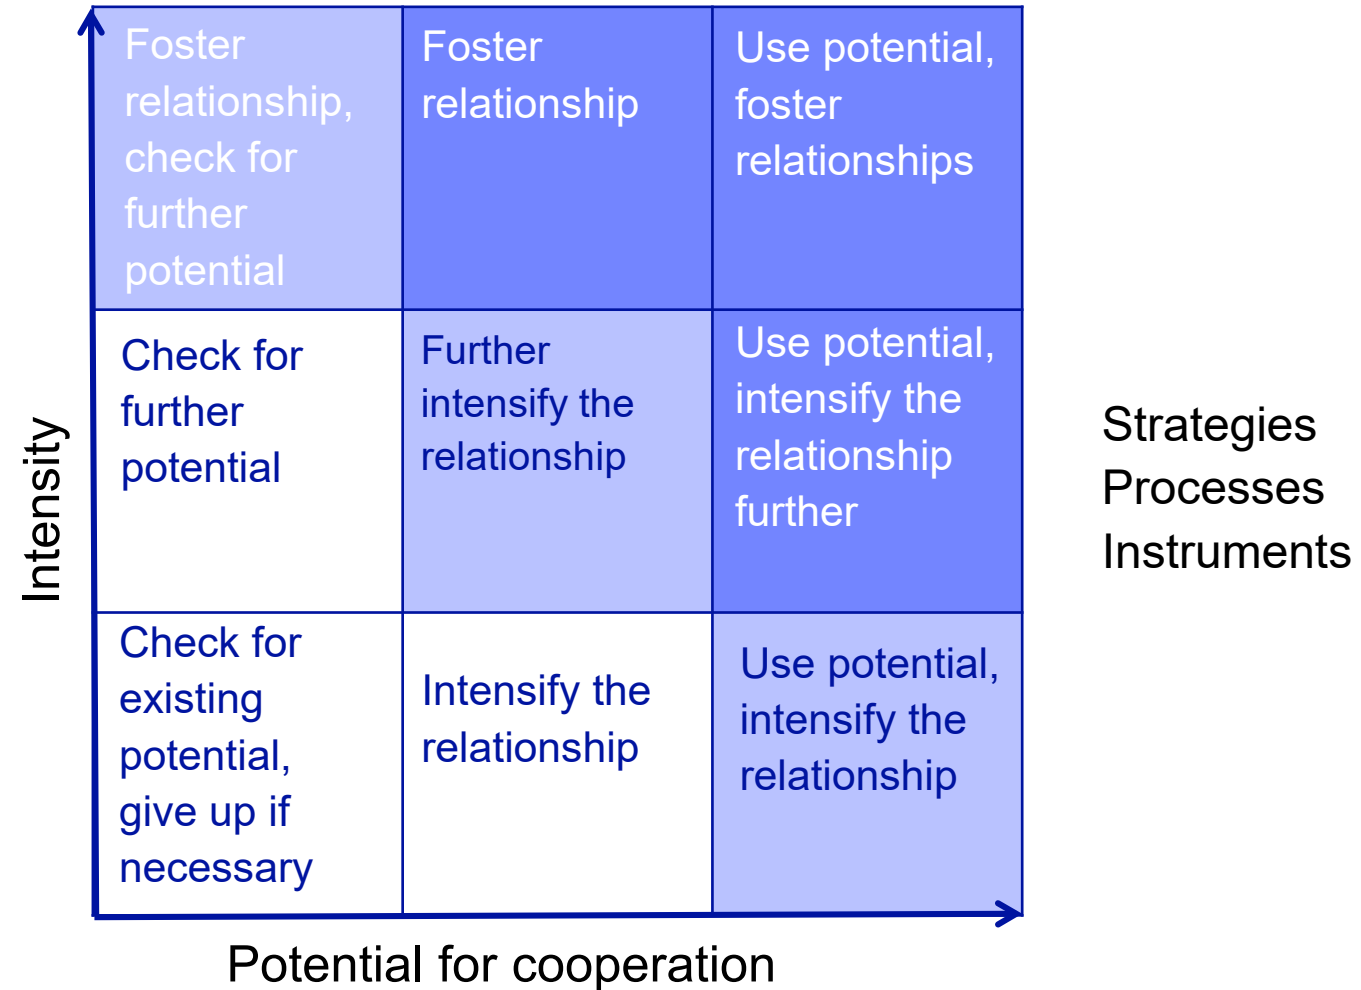 Foster
relationship,
check for
further
potential
Foster
relationship
Use potential,
foster
relationships
Check for
further
potential
Further
intensify the
relationship
Use potential,
intensify the
relationship
further
Check for
existing
potential,
give up if
necessary
Intensify the
relationship
Use potential,
intensify the
relationship
Intensity
Potential for cooperation
Strategies
Processes
Instruments